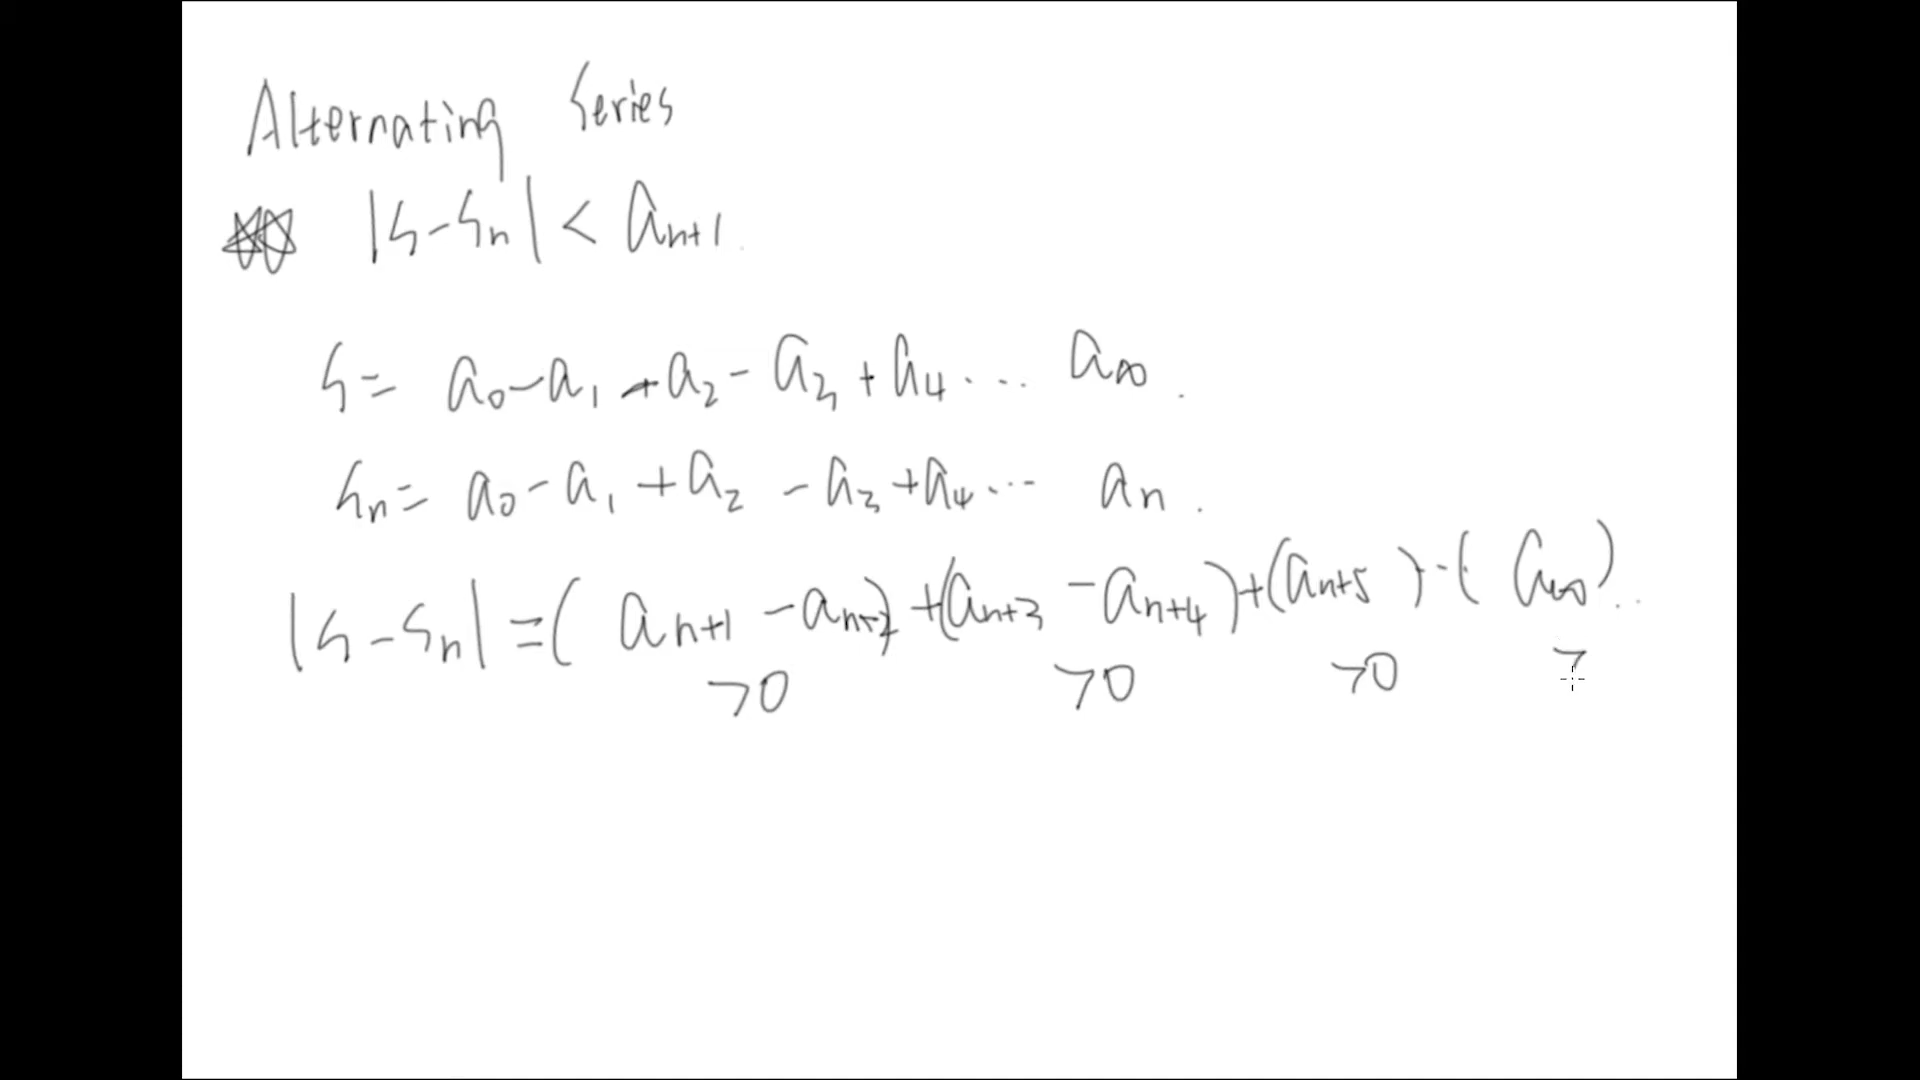 Alternating Series
|S-Sn| < an+1
S = a0 - a1 + a2 - a3 + a4 ... a∞.
Sn = a0 - a1 + a2 - a3 + a4 ... an.
|S-Sn| = (an+1 - an+2) + (an+3 - an+4) + (an+5 ) - ( a∞)..
>0 >0 >0 >